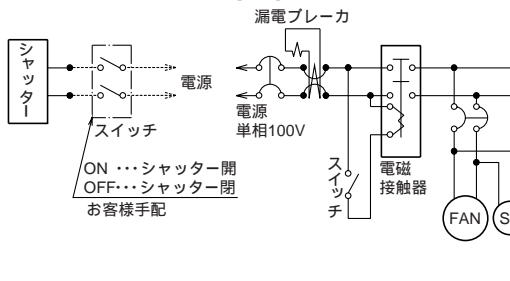 漏電ブレーカ
シャッター
電源
スイッチ
ON ・・・シャッター開
OFF・・・シャッター閉
お客様手配
電源
単相100V
スイッチ
電磁
接触器
FAN
S